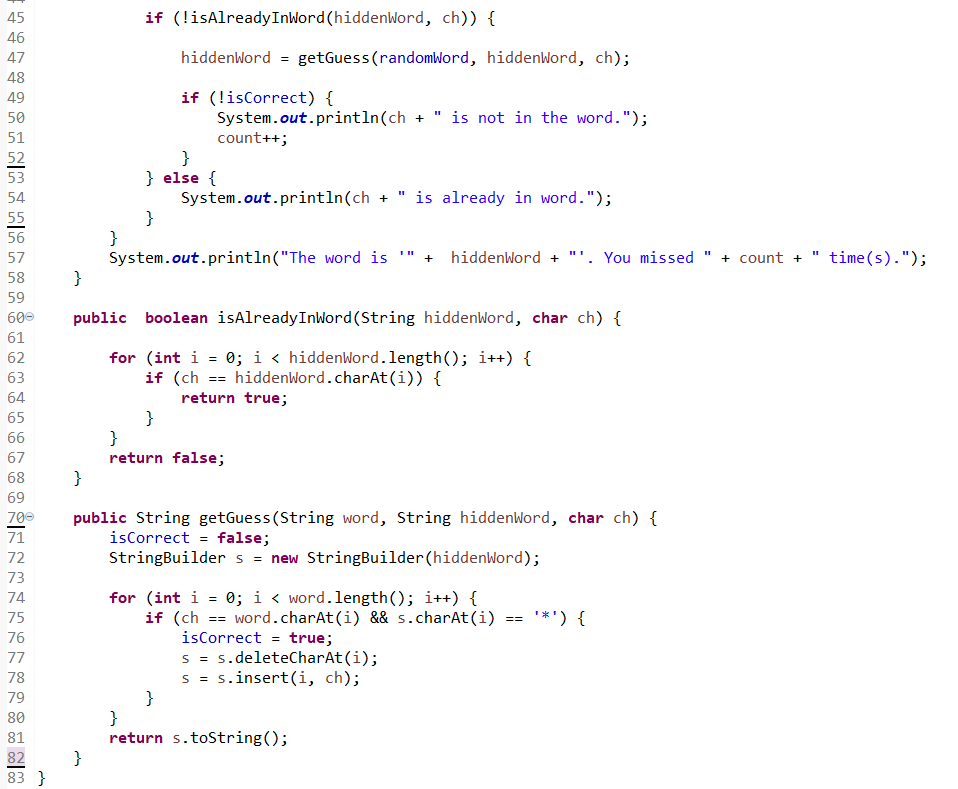 45 if (!isAlreadyInWord(hiddenWord, ch)) {
46
47 hiddenWord = getGuess(randomWord, hiddenWord, ch);
48
49 if (!isCorrect) {
50 System.out.println(ch + " is not in the word.");
51 count++;
52 }
53 } else {
54 System.out.println(ch + " is already in word.");
55 }
56 }
57 System.out.println("The word is '" +  hiddenWord + "'. You missed " + count + " time(s).");
58 }
59
60 public  boolean isAlreadyInWord(String hiddenWord, char ch) {
61
62 for (int i = 0; i < hiddenWord.length(); i++) {
63 if (ch == hiddenWord.charAt(i)) {
64 return true;
65 }
66 }
67 return false;
68 }
69
70 public String getGuess(String word, String hiddenWord, char ch) {
71 isCorrect = false;
72 StringBuilder s = new StringBuilder(hiddenWord);
73
74 for (int i = 0; i < word.length(); i++) {
75 if (ch == word.charAt(i) && s.charAt(i) == '*') {
76 isCorrect = true;
77 s = s.deleteCharAt(i);
78 s = s.insert(i, ch);
79 }
80 }
81 return s.toString();
82 }
83 }